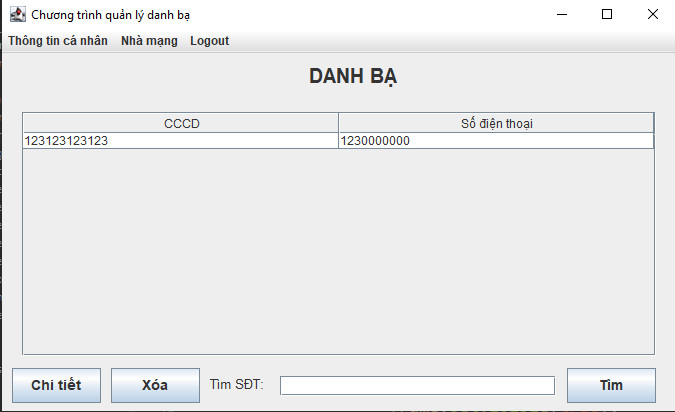 Chương trình quản lý danh bạ
Thông tin cá nhân Nhà mạng Logout
DANH BẠ
CCCD Số điện thoại
123123123123 1230000000
Chi tiết Xóa Tìm SĐT: Tìm